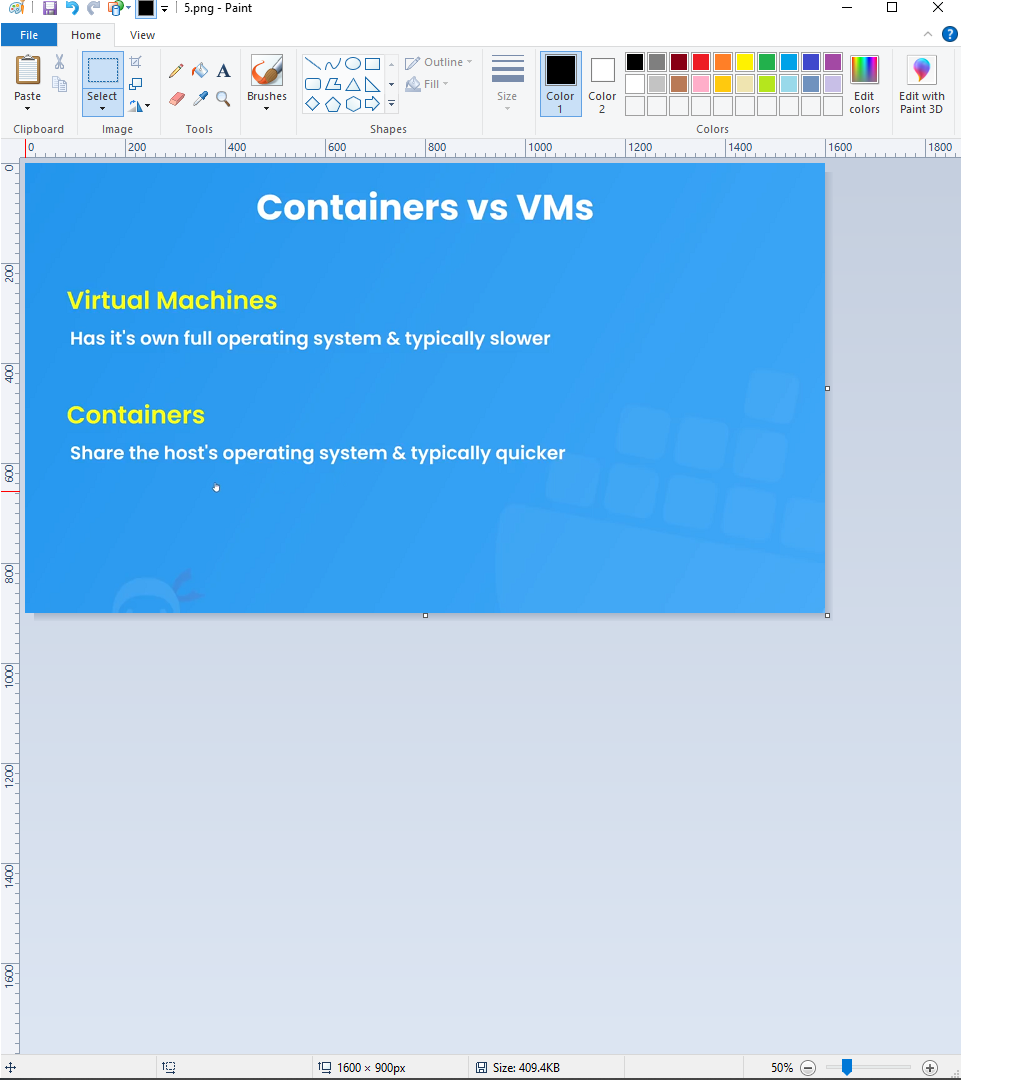 5.png - Paint
File Home View
Paste
Select
Brushes
Outline
Fill
Size
Color 1
Color 2
Edit colors
Edit with Paint 3D
Clipboard Image Tools Shapes Colors
0 200 400 600 800 1000 1200 1400 1600 1800
0
200
400
600
800
1000
1200
1400
1600
Containers vs VMs
Virtual Machines
Has it's own full operating system & typically slower
Containers
Share the host's operating system & typically quicker
1600 × 900px Size: 409.4KB 50%